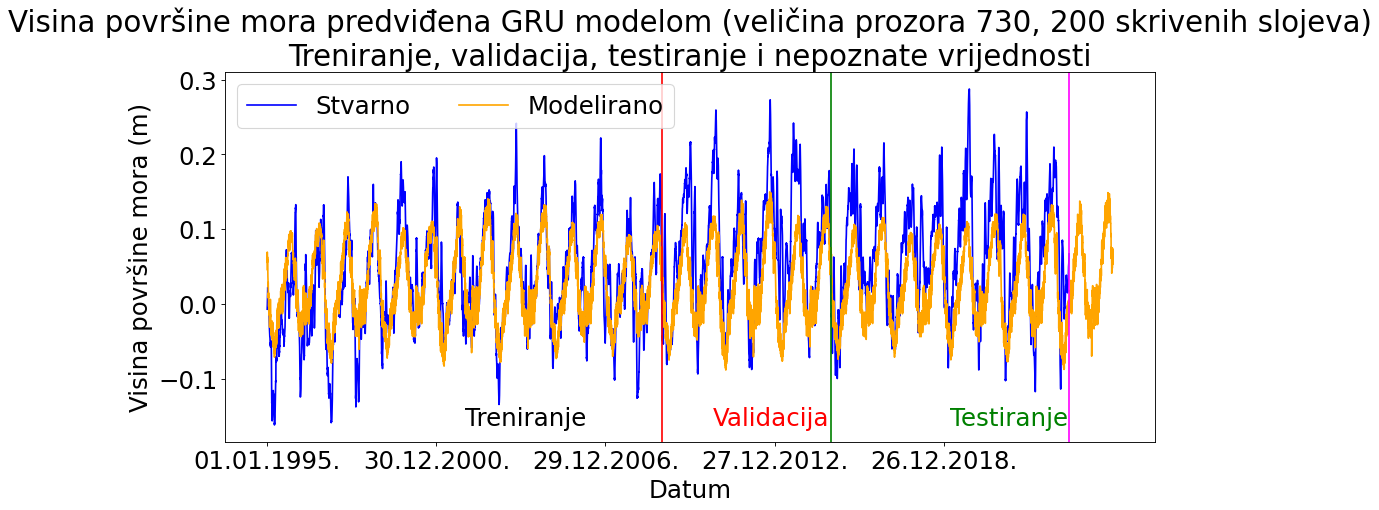 Visina površine mora predviđena GRU modelom (veličina prozora 730, 200 skrivenih slojeva)
Treniranje, validacija, testiranje i nepoznate vrijednosti
Stvarno Modelirano
Visina površine mora (m)
0.3
0.2
0.1
0.0
−0.1
Treniranje Validacija Testiranje
01.01.1995. 30.12.2000. 29.12.2006. 27.12.2012. 26.12.2018.
Datum